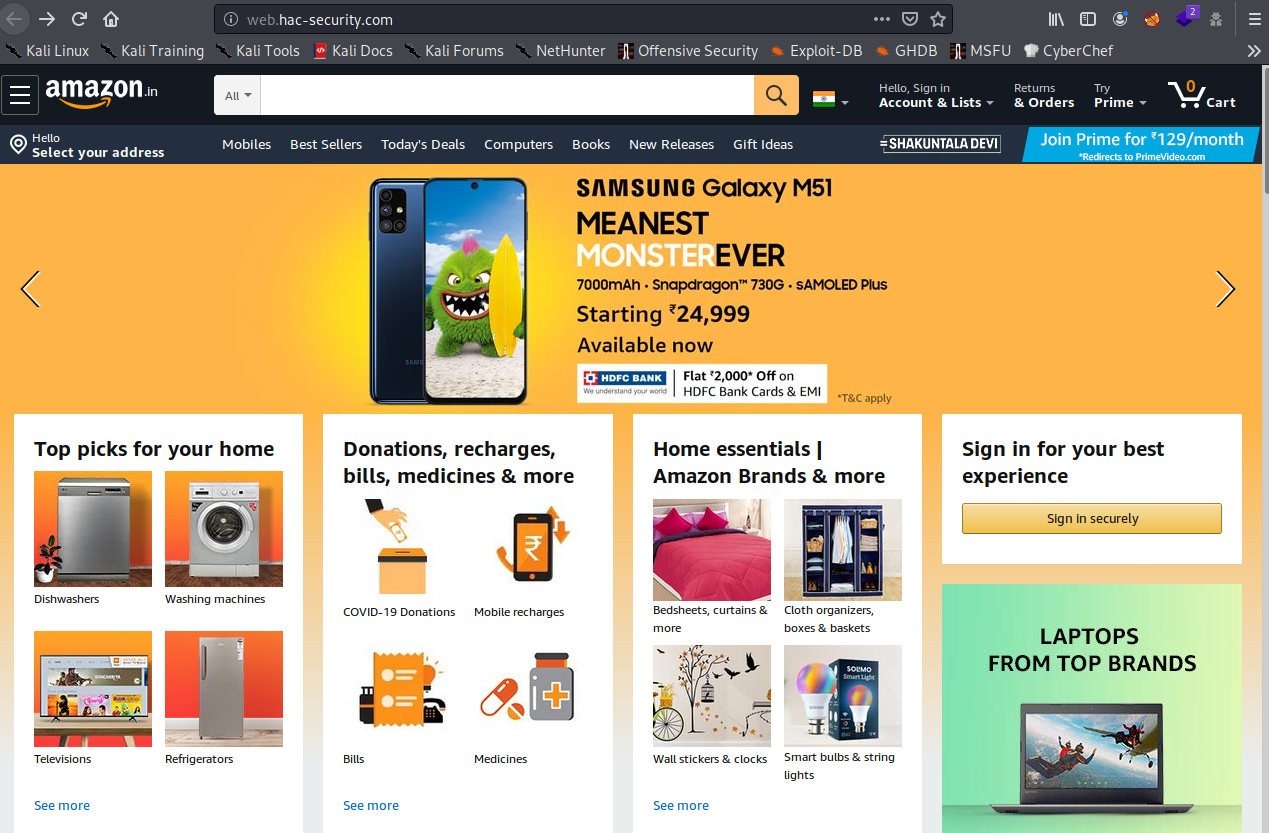 web.hac-security.com
2
Kali Linux Kali Training Kali Tools Kali Docs Kali Forums NetHunter Offensive Security Exploit-DB GHDB MSFU CyberChef
amazon.in
All
Hello, Sign in
Account & Lists
Returns
& Orders
Try
Prime
0
Cart
Hello
Select your address
Mobiles Best Sellers Today's Deals Computers Books New Releases Gift Ideas
SHAKUNTALA DEVI
Join Prime for ₹129/month
*Redirects to PrimeVideo.com
SAMSUNG Galaxy M51
MEANEST
MONSTEREVER
7000mAh • Snapdragon™ 730G • sAMOLED Plus
Starting ₹24,999
Available now
HDFC BANK
We understand your world
Flat ₹2,000* Off on
HDFC Bank Cards & EMI
*T&C apply
SAMSUNG
Top picks for your home
Dishwashers
Washing machines
Televisions
Refrigerators
See more
Donations, recharges,
bills, medicines & more
₹
COVID-19 Donations
Mobile recharges
Bills
Medicines
See more
Home essentials |
Amazon Brands & more
Bedsheets, curtains &
more
Cloth organizers,
boxes & baskets
SOLIMO
Smart Light
Wall stickers & clocks
Smart bulbs & string
lights
See more
Sign in for your best
experience
Sign in securely
LAPTOPS
FROM TOP BRANDS